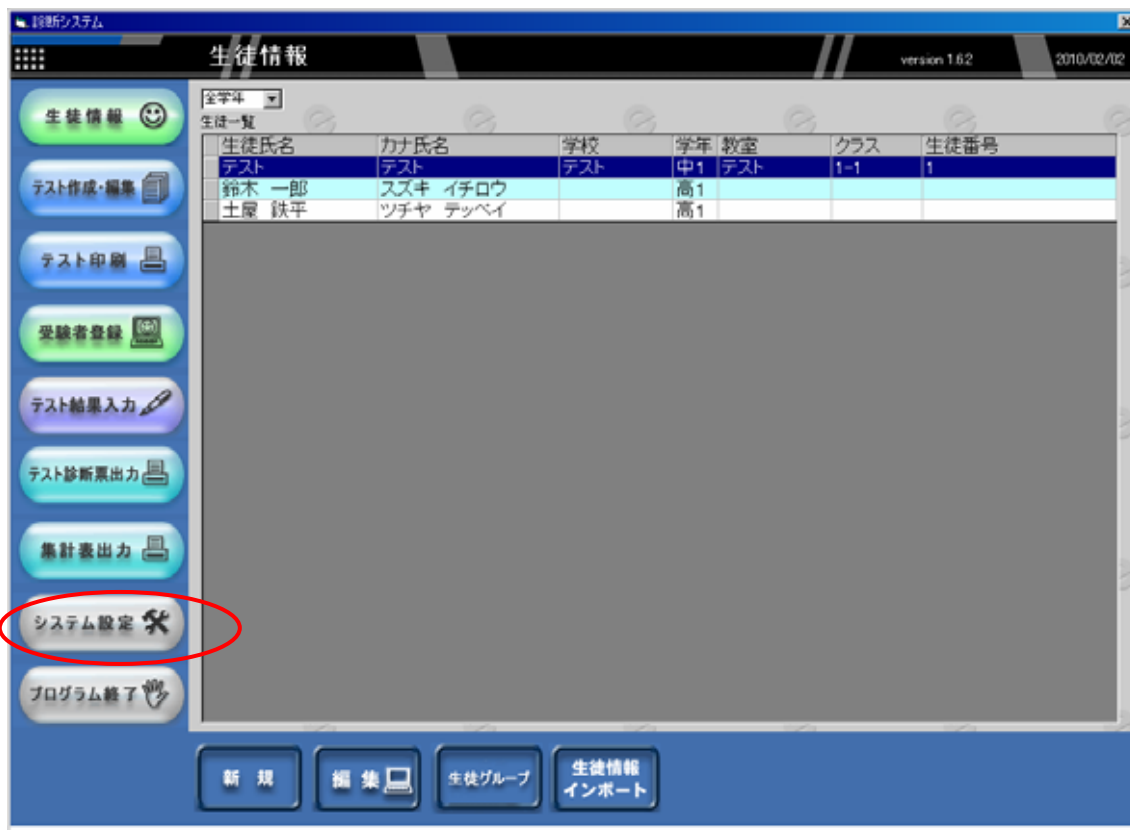 診断システム
生徒情報
version 1.6.2
2010/02/02
生徒情報
テスト作成・編集
テスト印刷
受験者登録
テスト結果入力
テスト診断票出力
集計表出力
システム設定
プログラム終了
全学年
生徒一覧
生徒氏名 カナ氏名 学校 学年 教室 クラス 生徒番号
テスト テスト テスト 中1 テスト 1-1 1
鈴木 一郎 スズキ イチロウ 高1
土屋 鉄平 ツチヤ テッペイ 高1
新規
編集
生徒グループ
生徒情報
インポート